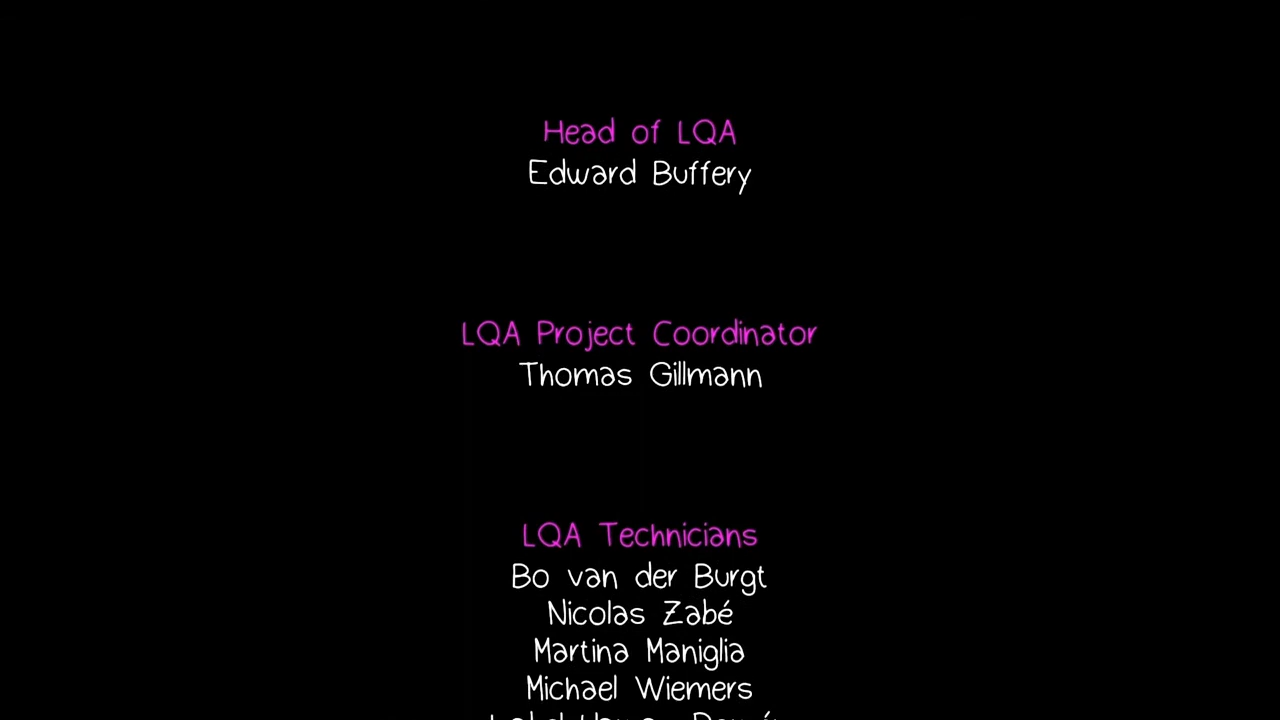 Head of LQA
Edward Buffery
LQA Project Coordinator
Thomas Gillmann
LQA Technicians
Bo van der Burgt
Nicolas Zabé
Martina Maniglia
Michael Wiemers